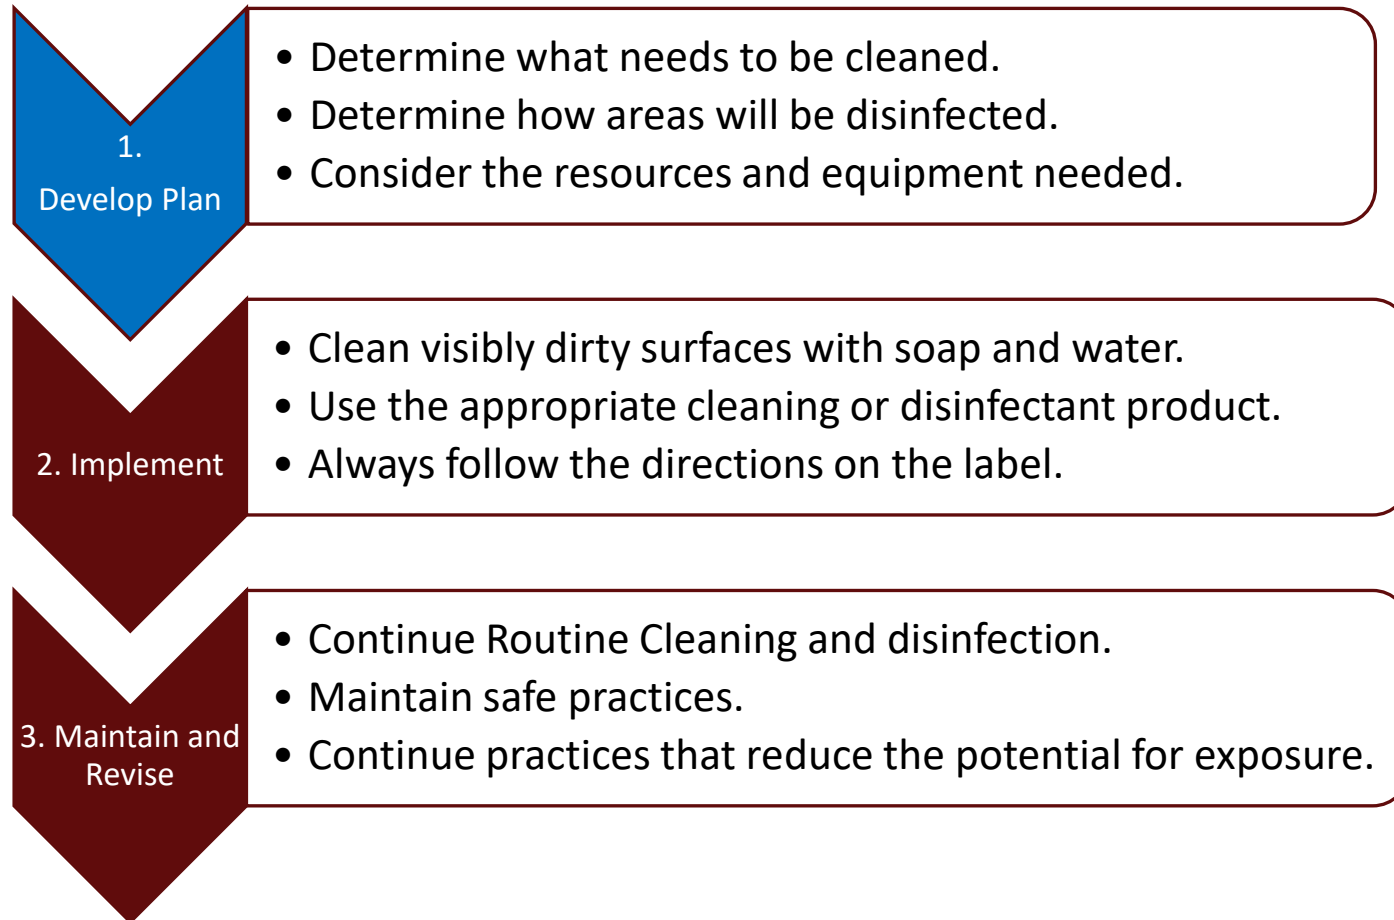 1.
Develop Plan
• Determine what needs to be cleaned.
• Determine how areas will be disinfected.
• Consider the resources and equipment needed.
2. Implement
• Clean visibly dirty surfaces with soap and water.
• Use the appropriate cleaning or disinfectant product.
• Always follow the directions on the label.
3. Maintain and
Revise
• Continue Routine Cleaning and disinfection.
• Maintain safe practices.
• Continue practices that reduce the potential for exposure.